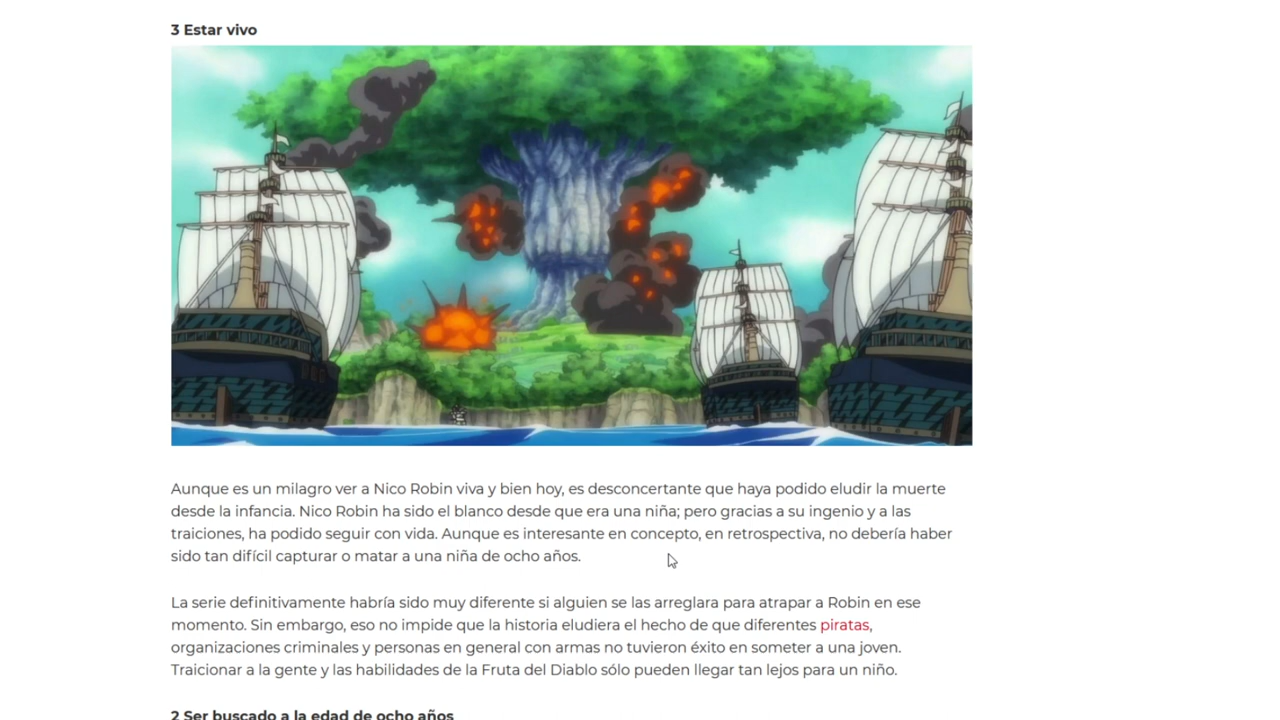 3 Estar vivo
Aunque es un milagro ver a Nico Robin viva y bien hoy, es desconcertante que haya podido eludir la muerte
desde la infancia. Nico Robin ha sido el blanco desde que era una niña; pero gracias a su ingenio y a las
traiciones, ha podido seguir con vida. Aunque es interesante en concepto, en retrospectiva, no debería haber
sido tan difícil capturar o matar a una niña de ocho años.
La serie definitivamente habría sido muy diferente si alguien se las arreglara para atrapar a Robin en ese
momento. Sin embargo, eso no impide que la historia eludiera el hecho de que diferentes piratas,
organizaciones criminales y personas en general con armas no tuvieron éxito en someter a una joven.
Traicionar a la gente y las habilidades de la Fruta del Diablo sólo pueden llegar tan lejos para un niño.
2 Ser buscado a la edad de ocho años